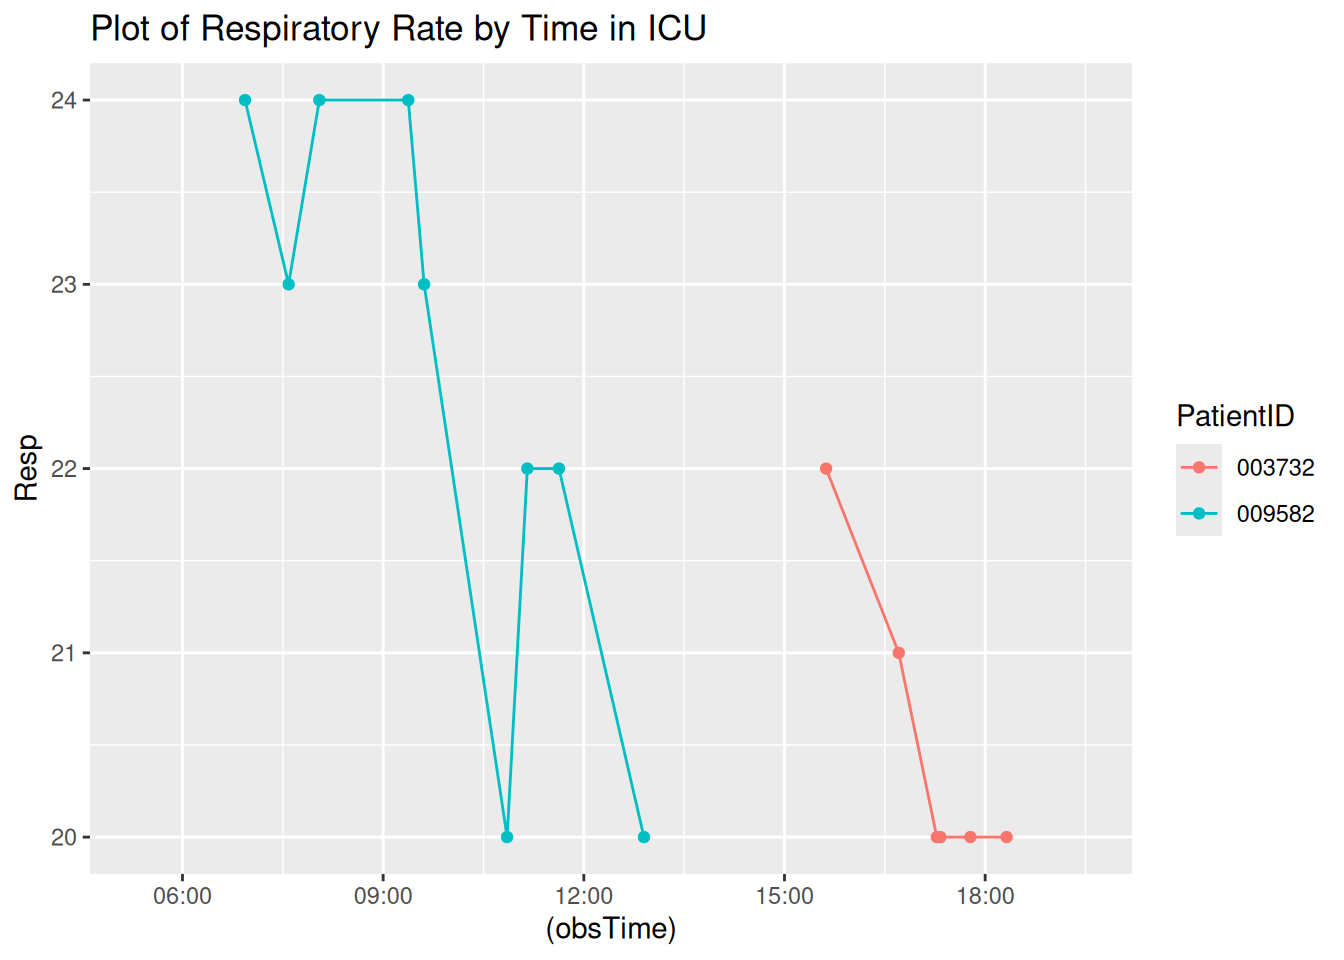 Plot of Respiratory Rate by Time in ICU
24
23
22
21
20
Resp
06:00 09:00 12:00 15:00 18:00
(obsTime)
PatientID
003732
009582